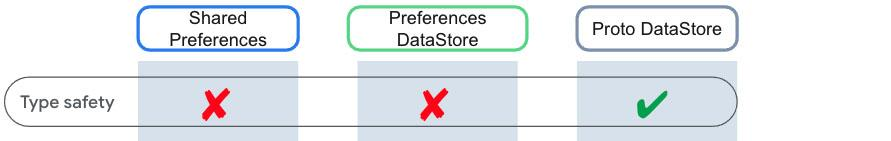 Shared
Preferences
Preferences
DataStore
Proto DataStore
Type safety